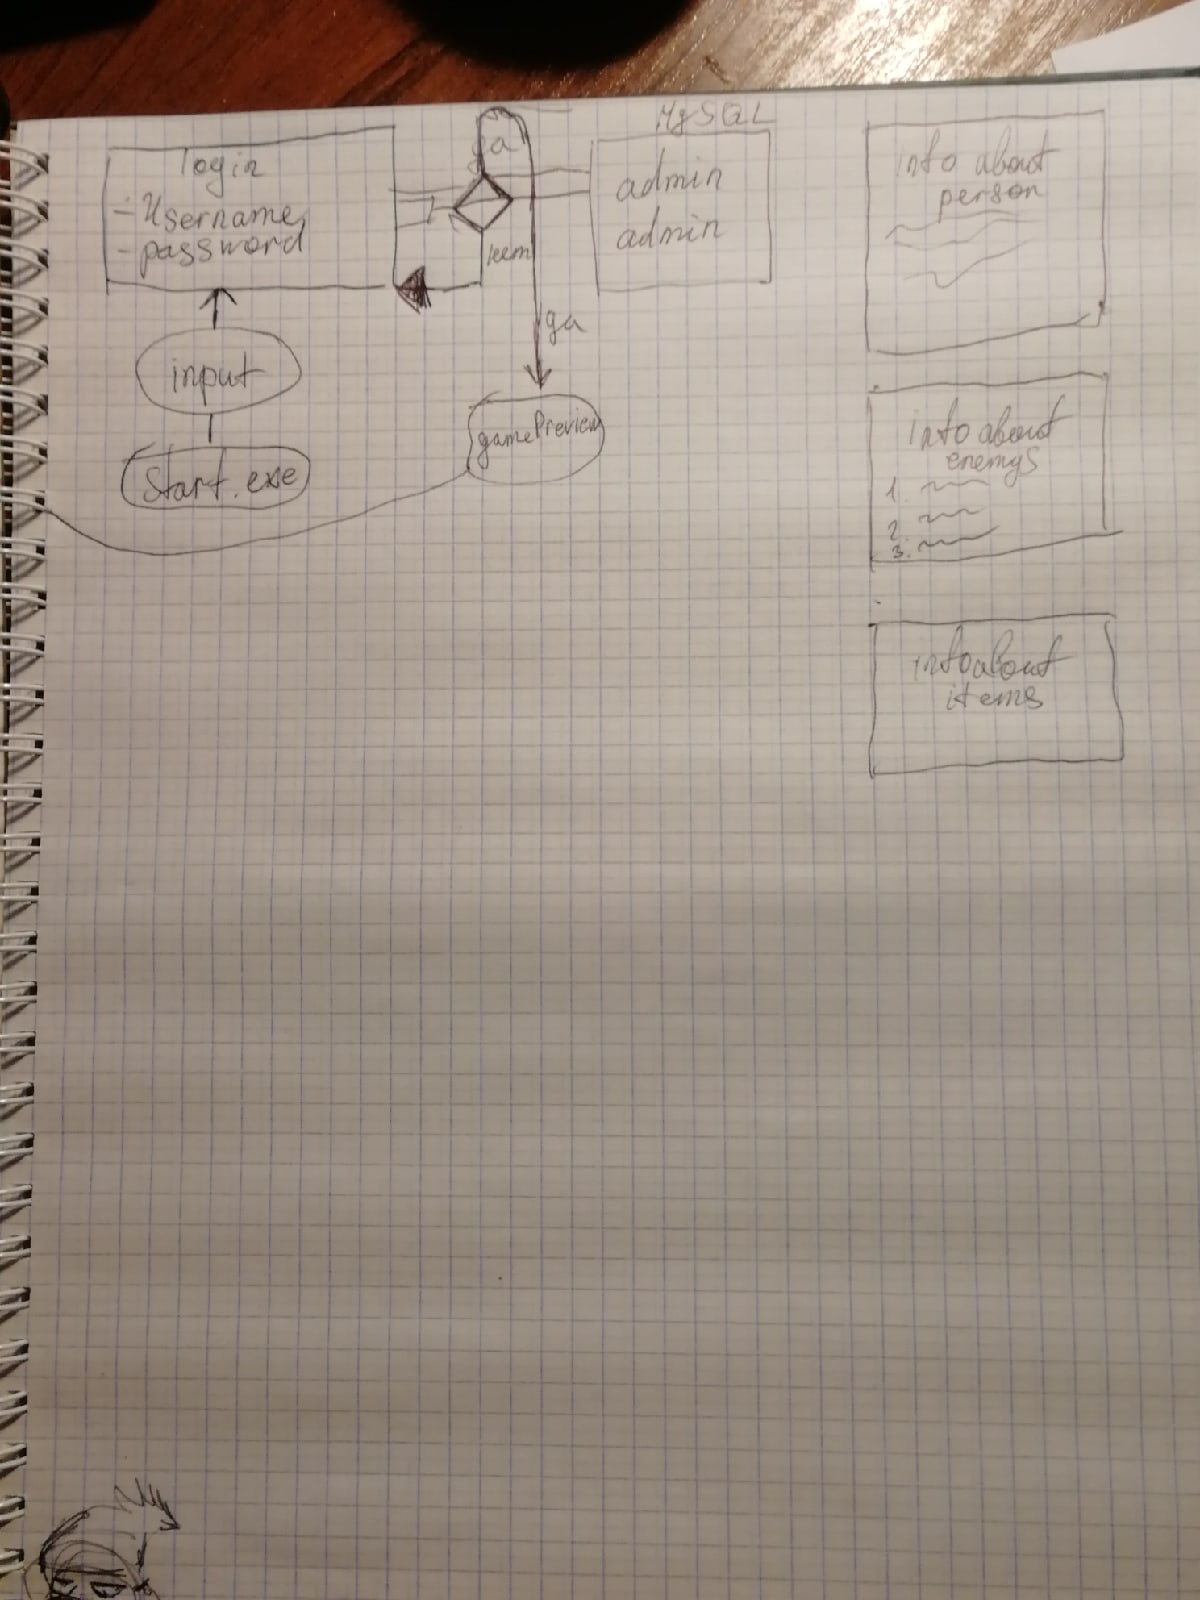 login
- Username
- password
да
нет
MySQL
admin
admin
input
start.exe
да
gamePreview
info about
person
info about
enemys
1.
2.
3.
info about
items